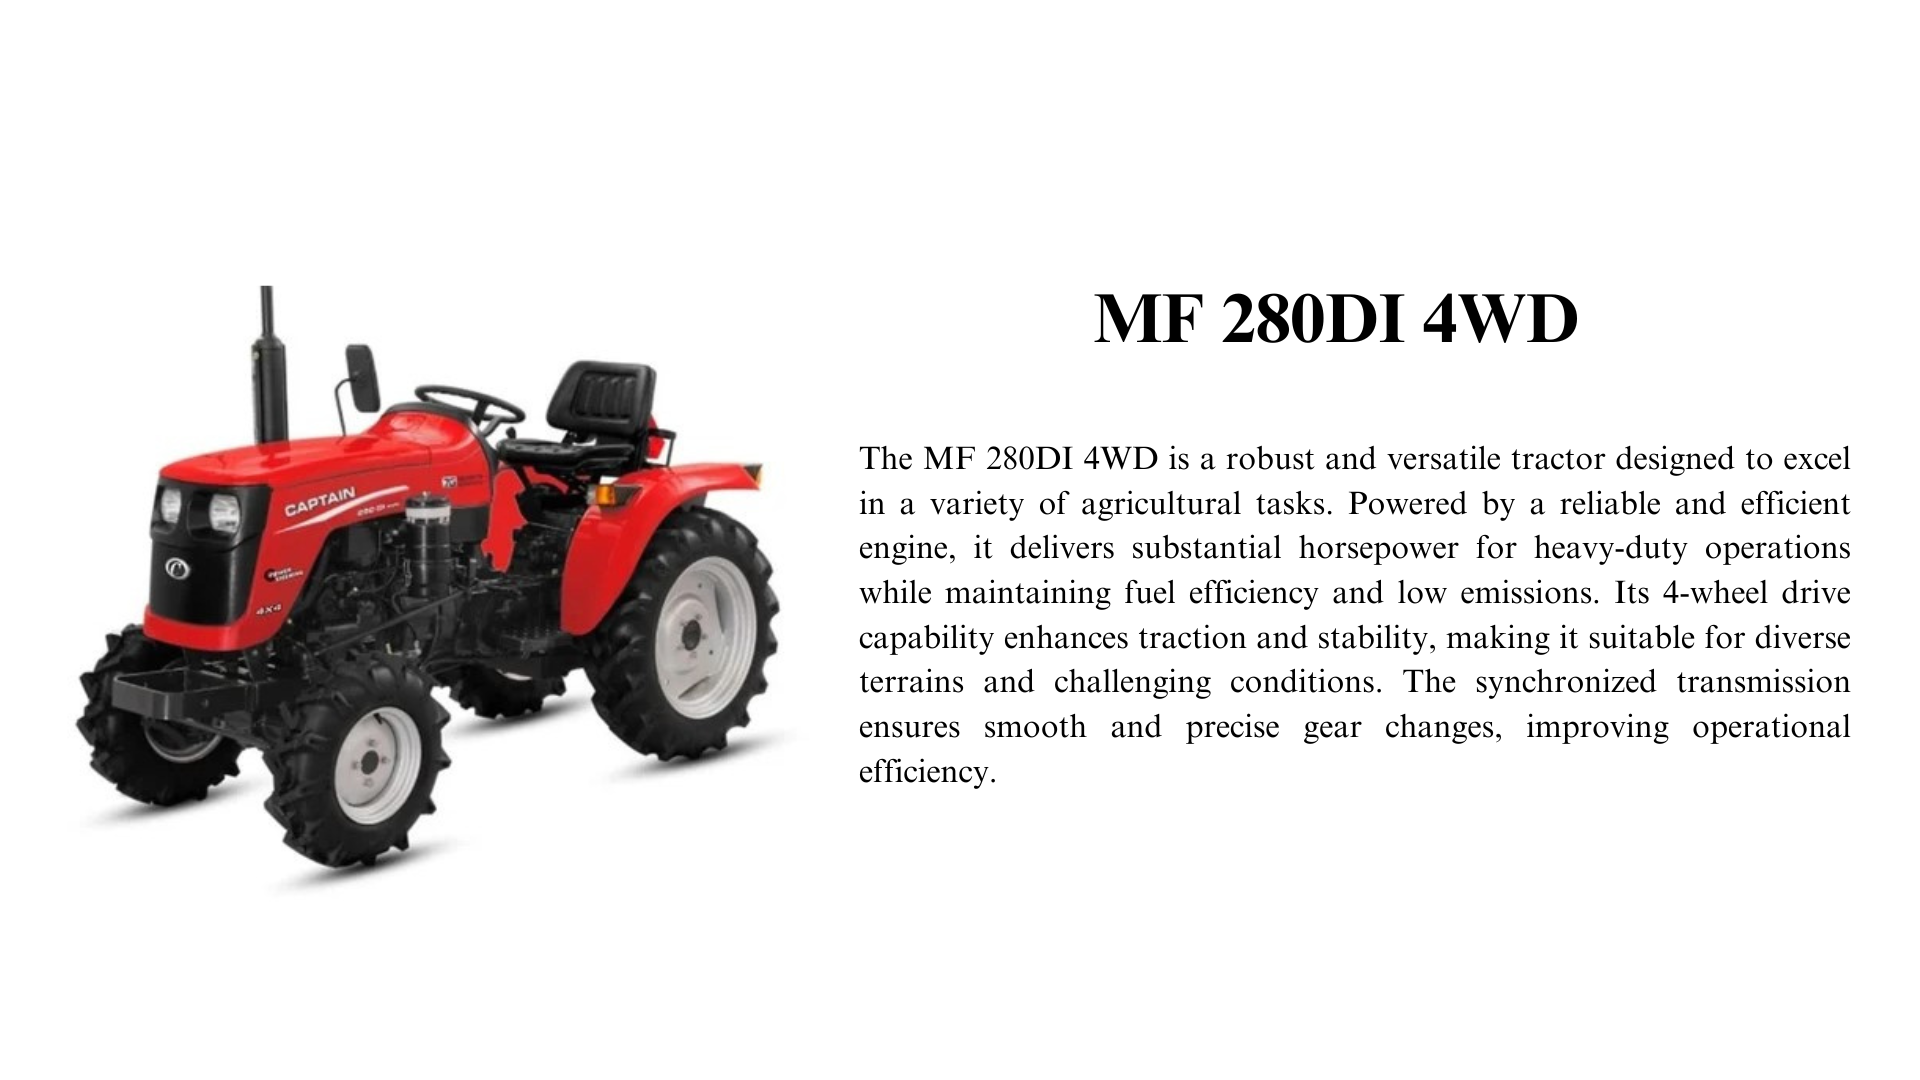 MF 280DI 4WD
The MF 280DI 4WD is a robust and versatile tractor designed to excel
in a variety of agricultural tasks. Powered by a reliable and efficient
engine, it delivers substantial horsepower for heavy-duty operations
while maintaining fuel efficiency and low emissions. Its 4-wheel drive
capability enhances traction and stability, making it suitable for diverse
terrains and challenging conditions. The synchronized transmission
ensures smooth and precise gear changes, improving operational
efficiency.
CAPTAIN
POWER
STEERING
4X4